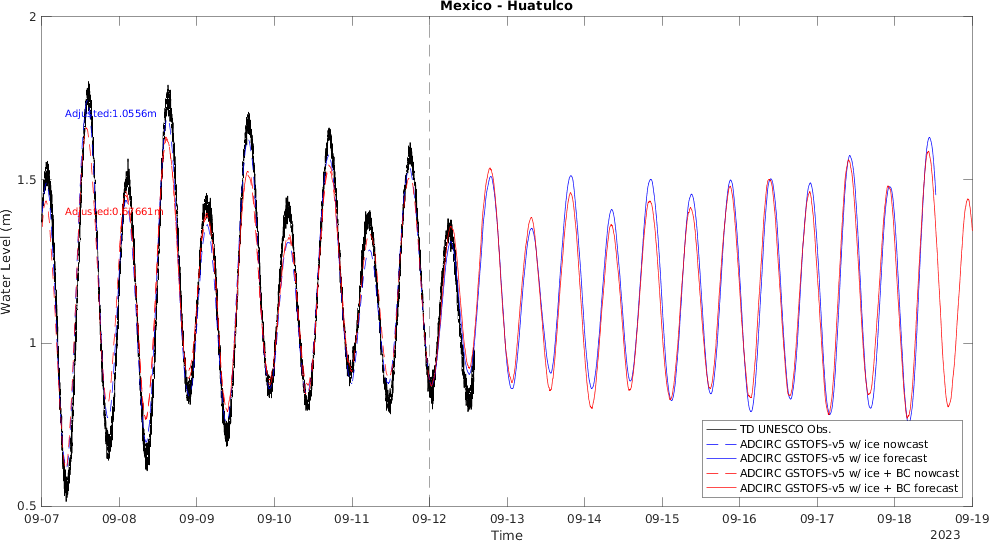 Mexico - Huatulco
2
1.5
1
0.5
Water Level (m)
Adjusted:1.0556m
09-07
09-08
09-09
09-10
09-11
09-12
09-13
09-14
09-15
09-16
09-17
09-18
09-19
Time
2023
TD UNESCO Obs.
ADCIRC GSTOFS-v5 w/ ice nowcast
ADCIRC GSTOFS-v5 w/ ice forecast
ADCIRC GSTOFS-v5 w/ ice + BC nowcast
ADCIRC GSTOFS-v5 w/ ice + BC forecast